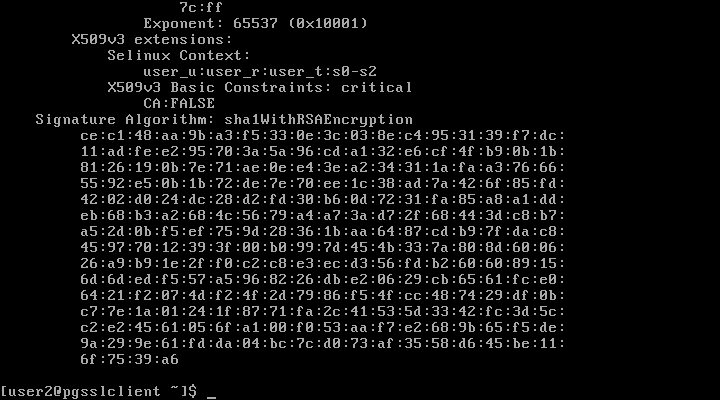 7c:ff
Exponent: 65537 (0x10001)
X509v3 extensions:
Selinux Context:
user_u:user_r:user_t:s0-s2
X509v3 Basic Constraints: critical
CA:FALSE
Signature Algorithm: sha1WithRSAEncryption
ce:c1:48:aa:9b:a3:f5:33:0e:3c:03:8e:c4:95:31:39:f7:dc:
11:ad:fe:e2:95:70:3a:5a:96:cd:a1:32:e6:cf:4f:b9:0b:1b:
81:26:19:0b:7e:71:ae:0e:e4:3e:a2:34:31:1a:fa:a3:76:66:
55:92:e5:0b:1b:72:de:7e:70:ee:1c:38:ad:7a:42:6f:85:fd:
42:02:d0:24:dc:28:d2:fd:30:b6:0d:72:31:fa:85:a8:a1:dd:
eb:68:b3:a2:68:4c:56:79:a4:a7:3a:d7:2f:68:44:3d:c8:b7:
a5:2d:0b:f5:ef:75:9d:28:36:1b:aa:64:87:cd:b9:7f:da:c8:
45:97:70:12:39:3f:00:b0:99:7d:45:4b:33:7a:80:8d:60:06:
26:a9:b9:1e:2f:f0:c2:c8:e3:ec:d3:56:fd:b2:60:60:89:15:
6d:6d:ed:f5:57:a5:96:82:26:db:e2:06:29:cb:65:61:fc:e0:
64:21:f2:07:4d:f2:4f:2d:79:86:f5:4f:cc:48:74:29:df:0b:
c7:7e:1a:01:24:1f:87:71:fa:2c:41:53:5d:33:42:fc:3d:5c:
c2:e2:45:61:05:6f:a1:00:f0:53:aa:f7:e2:68:9b:65:f5:de:
9a:29:9e:61:fd:da:04:bc:7c:d0:73:af:35:58:d6:45:be:11:
6f:75:39:a6
[user2@pgsslclient ~]$ _